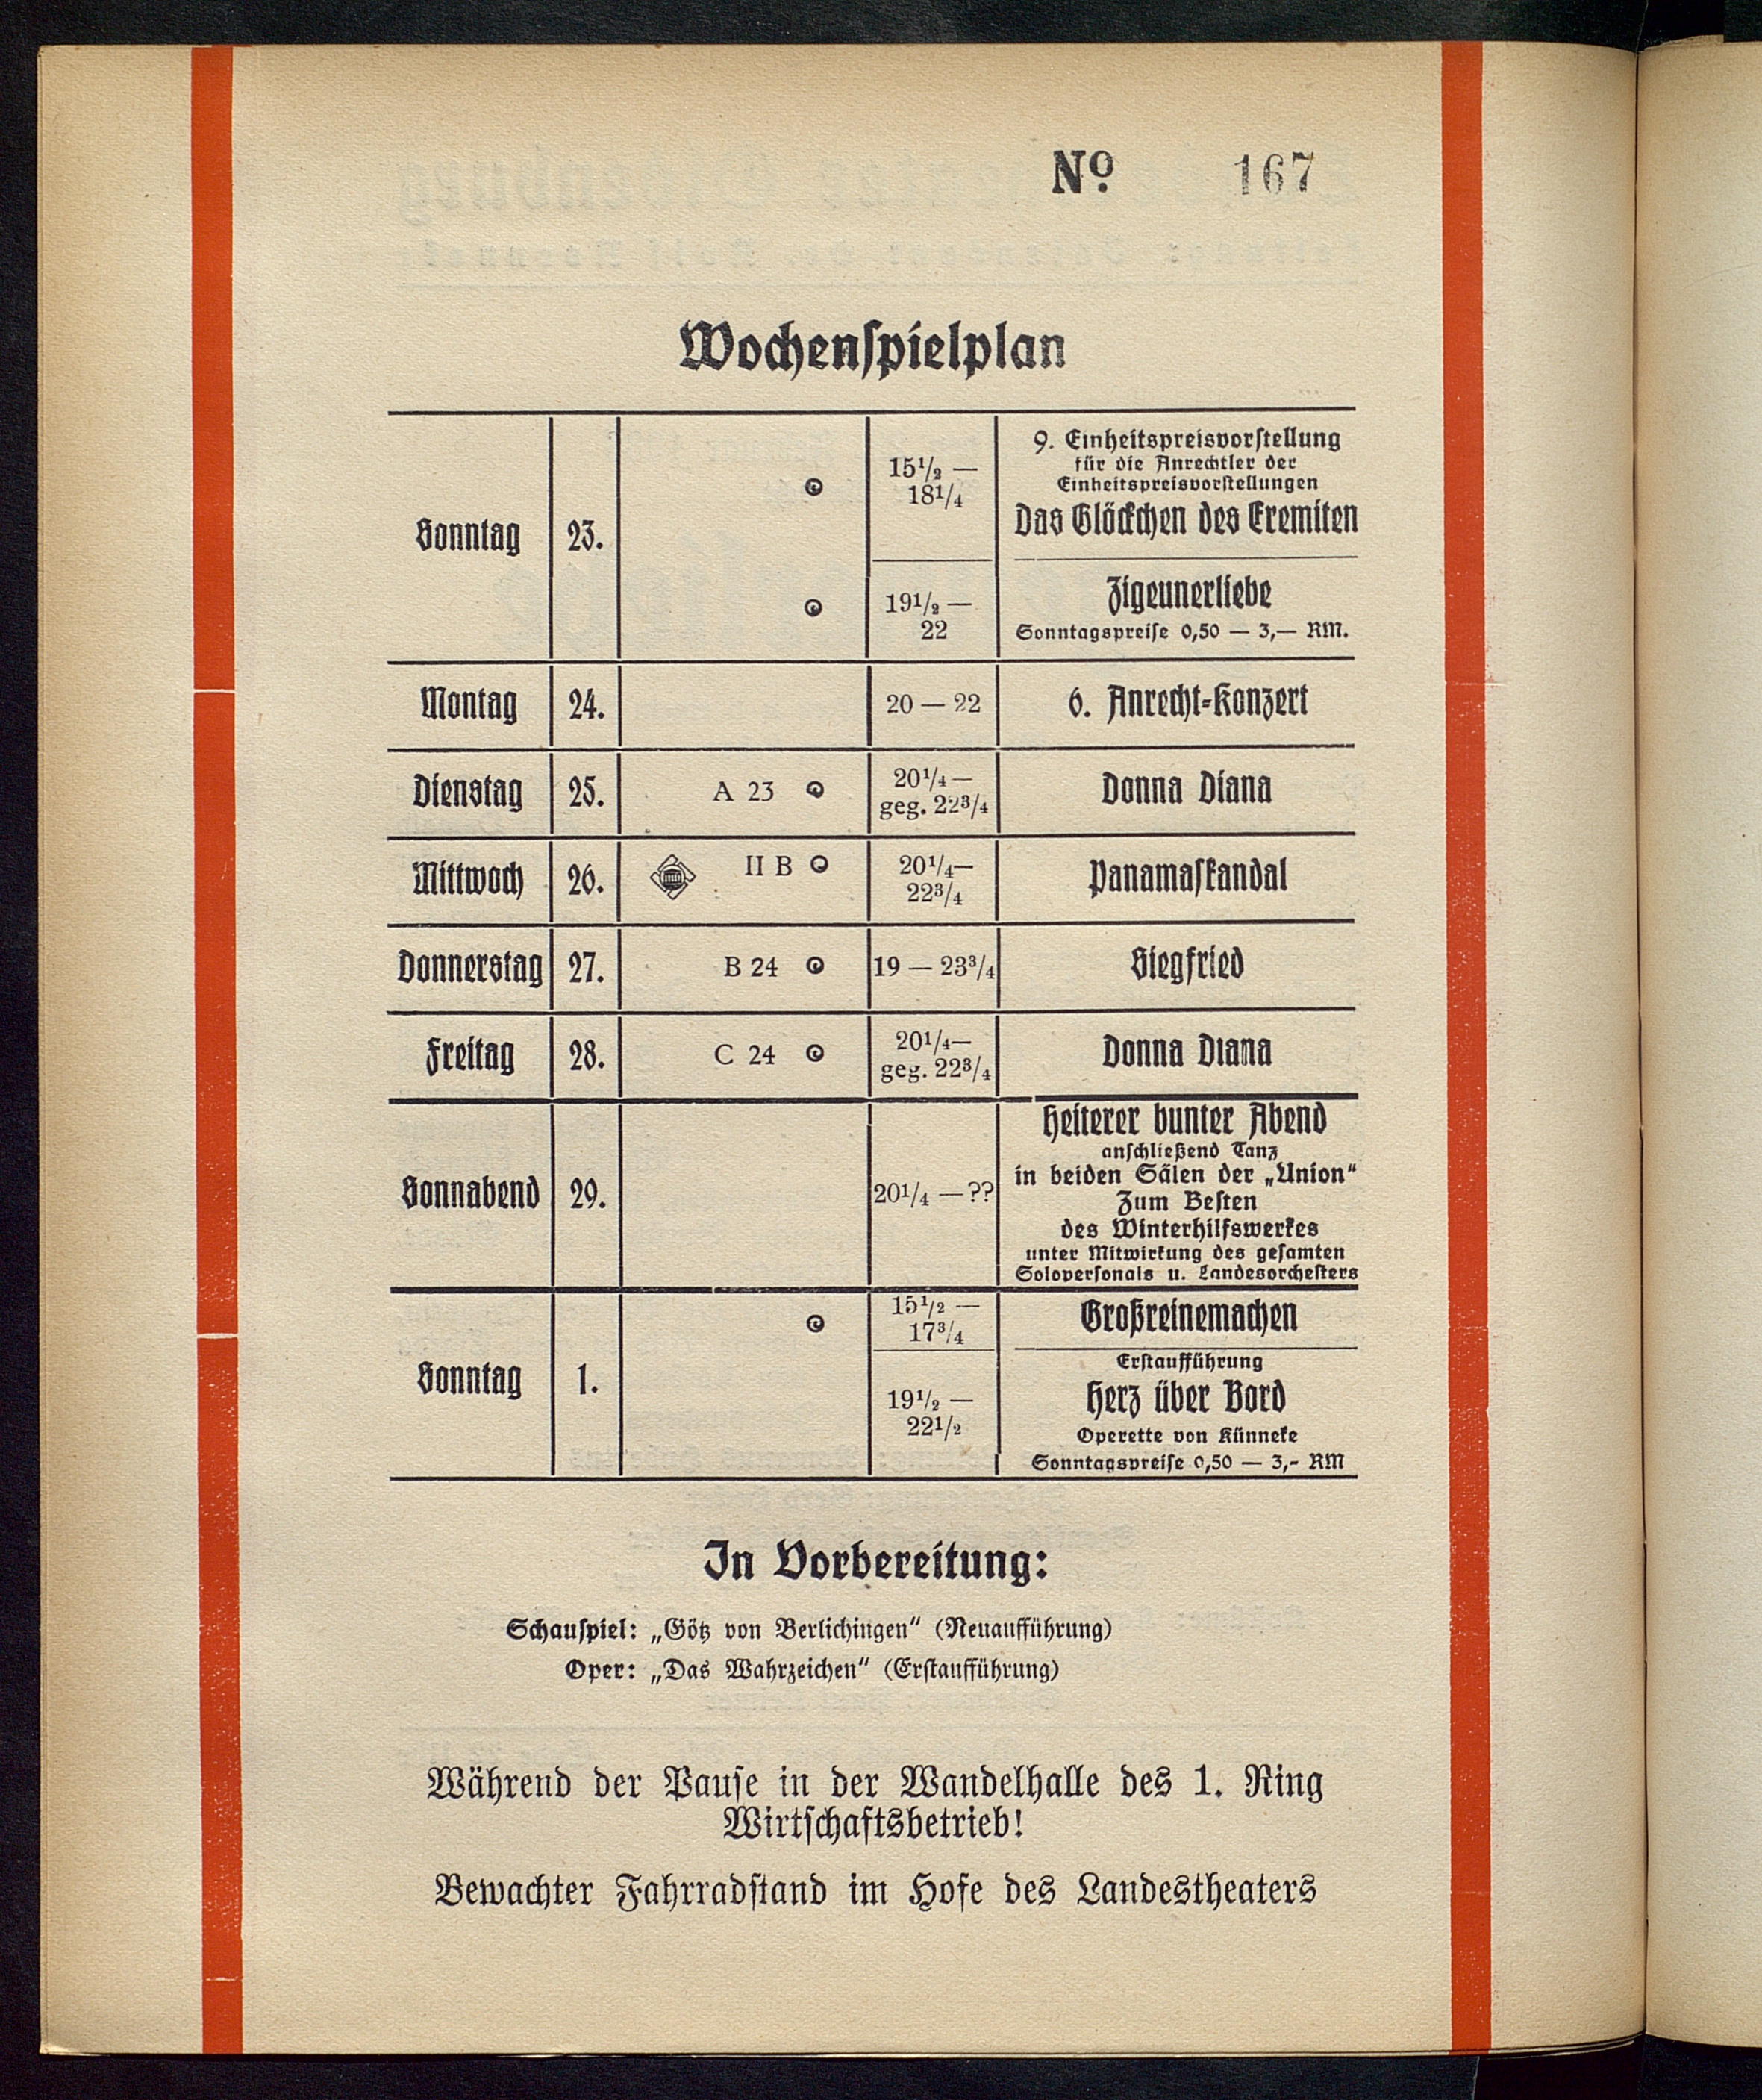 Nº. 167
Wochenspielplan
Sonntag 23.
15½ —
18¼
9. Einheitspreisvorstellung
für die Anrechtler der
Einheitspreisvorstellungen
Das Glöckchen des Eremiten
19½ —
22
Zigeunerliebe
Sonntagspreise 0,50 — 3,— RM.
Montag 24. 20 — 22 6. Anrecht-Konzert
Dienstag 25. A 23 20¼ —
geg. 22¾
Donna Diana
Mittwoch 26. II B 20¼ —
22¾
Panamaskandal
Donnerstag 27. B 24 19 — 23¾ Siegfried
Freitag 28. C 24 20¼ —
geg. 22¾
Donna Diana
Sonnabend 29. 20¼ — ??
Heiterer bunter Abend
anschließend Tanz
in beiden Sälen der „Union“
Zum Besten
des Winterhilfswerkes
unter Mitwirkung des gesamten
Solopersonals u. Landesorchesters
Sonntag 1.
15½ —
17¾
Großreinemachen
19½ —
22½
Erstaufführung
Herz über Bord
Operette von Künneke
Sonntagspreise 0,50 — 3,- RM
In Vorbereitung:
Schauspiel: „Götz von Berlichingen“ (Neuaufführung)
Oper: „Das Wahrzeichen“ (Erstaufführung)
Während der Pause in der Wandelhalle des 1. Ring
Wirtschaftsbetrieb!
Bewachter Fahrradstand im Hofe des Landestheaters